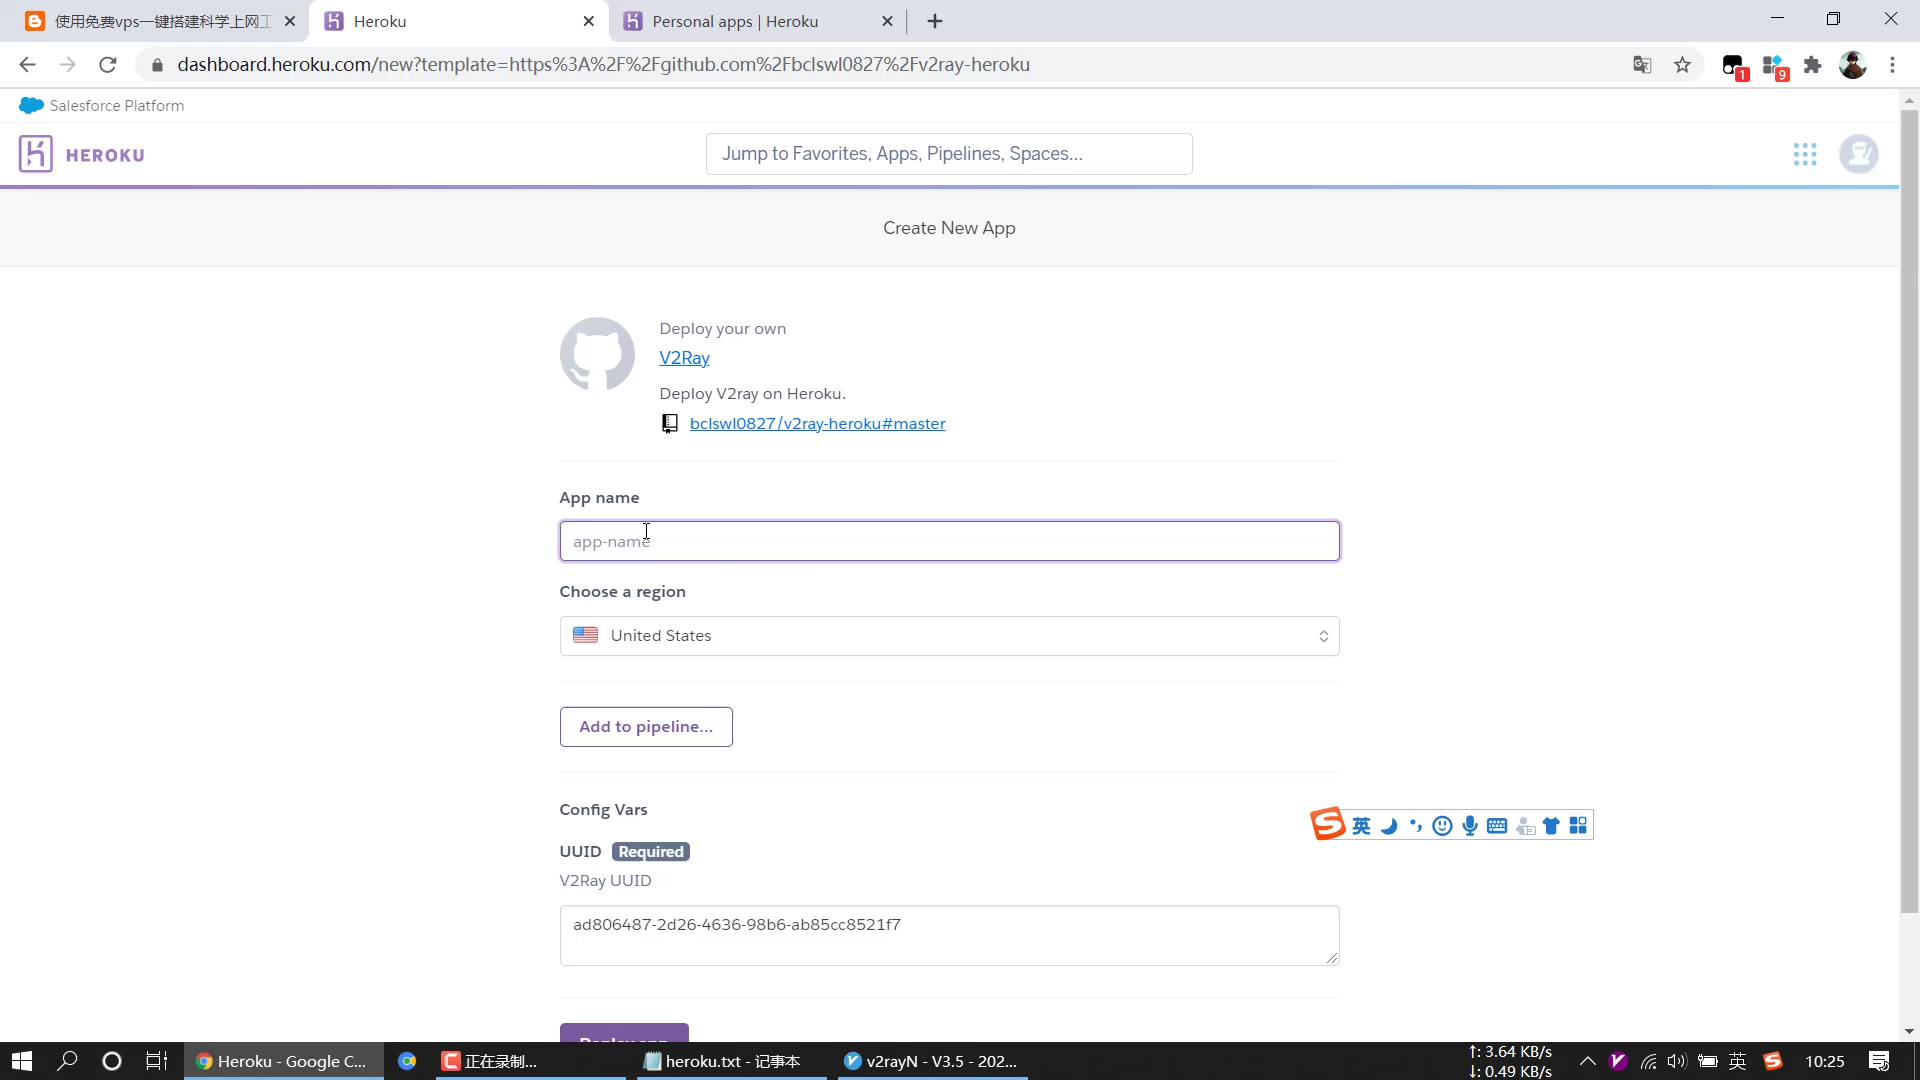 使用免费vps一键搭建科学上网工
Heroku
Personal apps | Heroku
dashboard.heroku.com/new?template=https%3A%2F%2Fgithub.com%2Fbclswl0827%2Fv2ray-heroku
1
9
Salesforce Platform
HEROKU
Jump to Favorites, Apps, Pipelines, Spaces...
Create New App
Deploy your own
V2Ray
Deploy V2ray on Heroku.
bclswl0827/v2ray-heroku#master
App name
app-name
Choose a region
United States
Add to pipeline...
Config Vars
UUID Required
V2Ray UUID
ad806487-2d26-4636-98b6-ab85cc8521f7
英
Deploy app
Heroku - Google C...
正在录制...
heroku.txt - 记事本
v2rayN - V3.5 - 202...
↑: 3.64 KB/s
↓: 0.49 KB/s
英
10:25